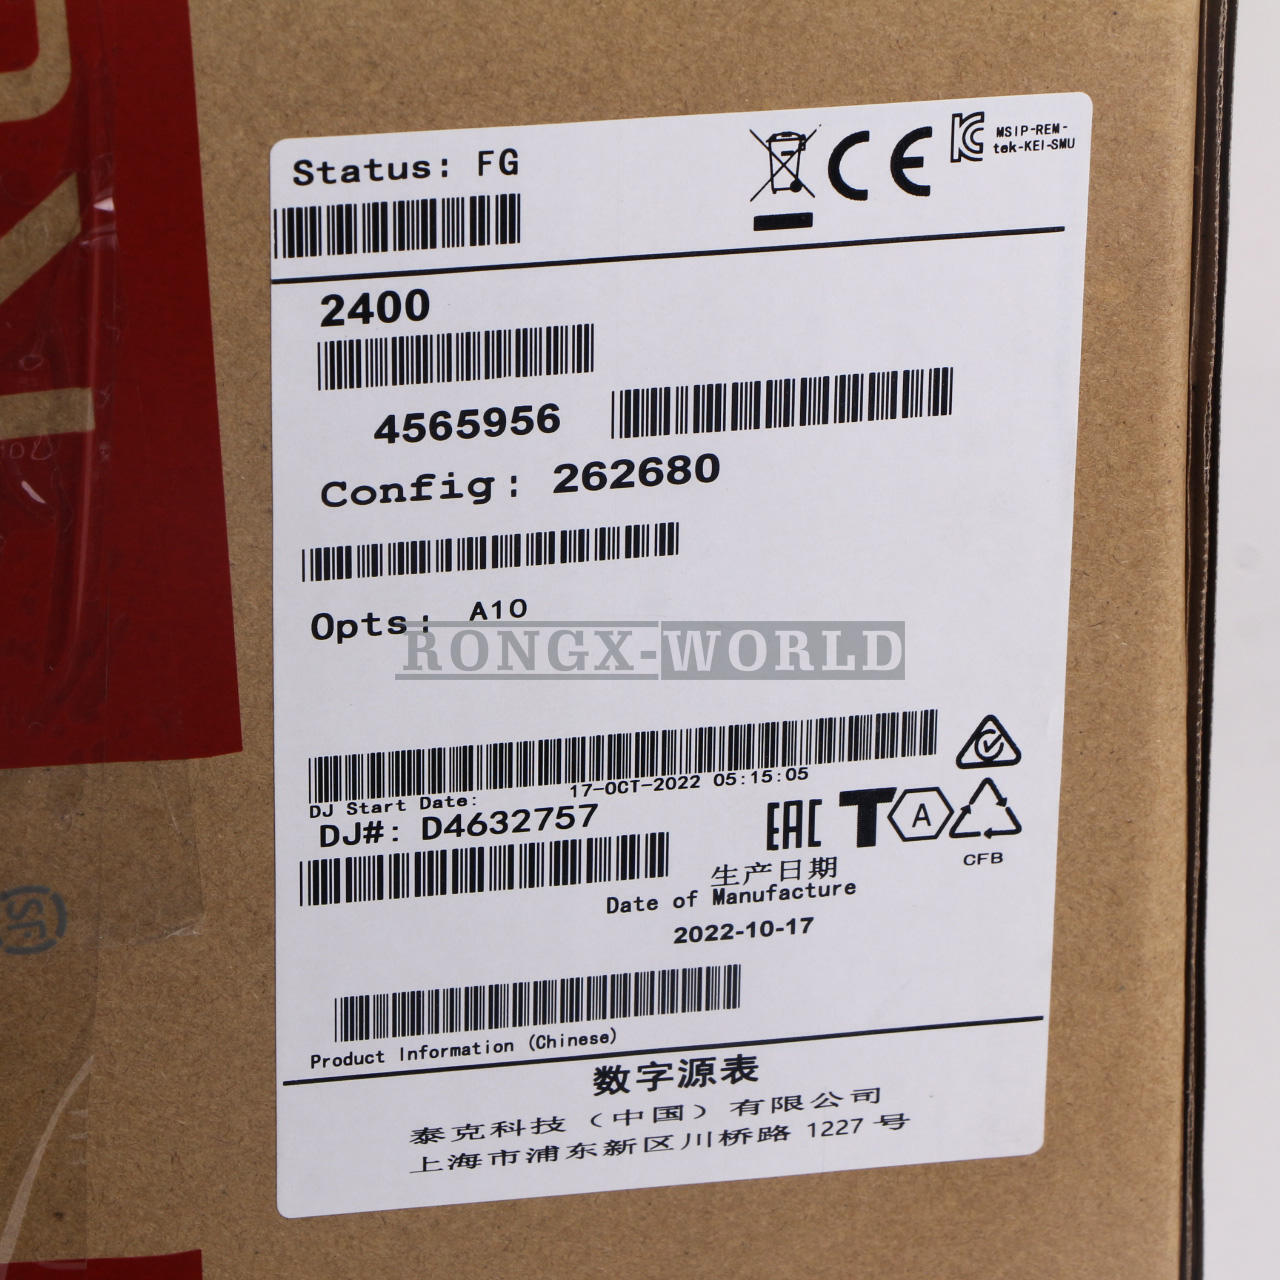 Status: FG
MSIP-REM-
tek-KEI-SMU
2400
4565956
Config: 262680
Opts: A10
RONGX-WORLD
17-OCT-2022 05:15:05
DJ Start Date:
DJ#: D4632757
EAC
T
A
CFB
生产日期
Date of Manufacture
2022-10-17
Product Information (Chinese)
数字源表
泰克科技（中国）有限公司
上海市浦东新区川桥路 1227 号